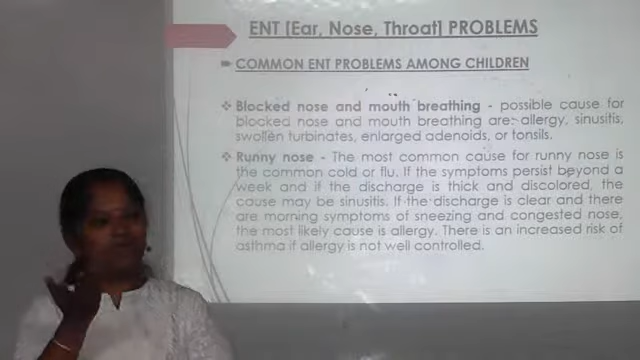 ENT [Ear, Nose, Throat] PROBLEMS
COMMON ENT PROBLEMS AMONG CHILDREN
Blocked nose and mouth breathing - possible cause for
blocked nose and mouth breathing are: allergy, sinusitis,
swollen turbinates, enlarged adenoids, or tonsils.
Runny nose - The most common cause for runny nose is
the common cold or flu. If the symptoms persist beyond a
week and if the discharge is thick and discolored, the
cause may be sinusitis. If the discharge is clear and there
are morning symptoms of sneezing and congested nose,
the most likely cause is allergy. There is an increased risk of
asthma if allergy is not well controlled.